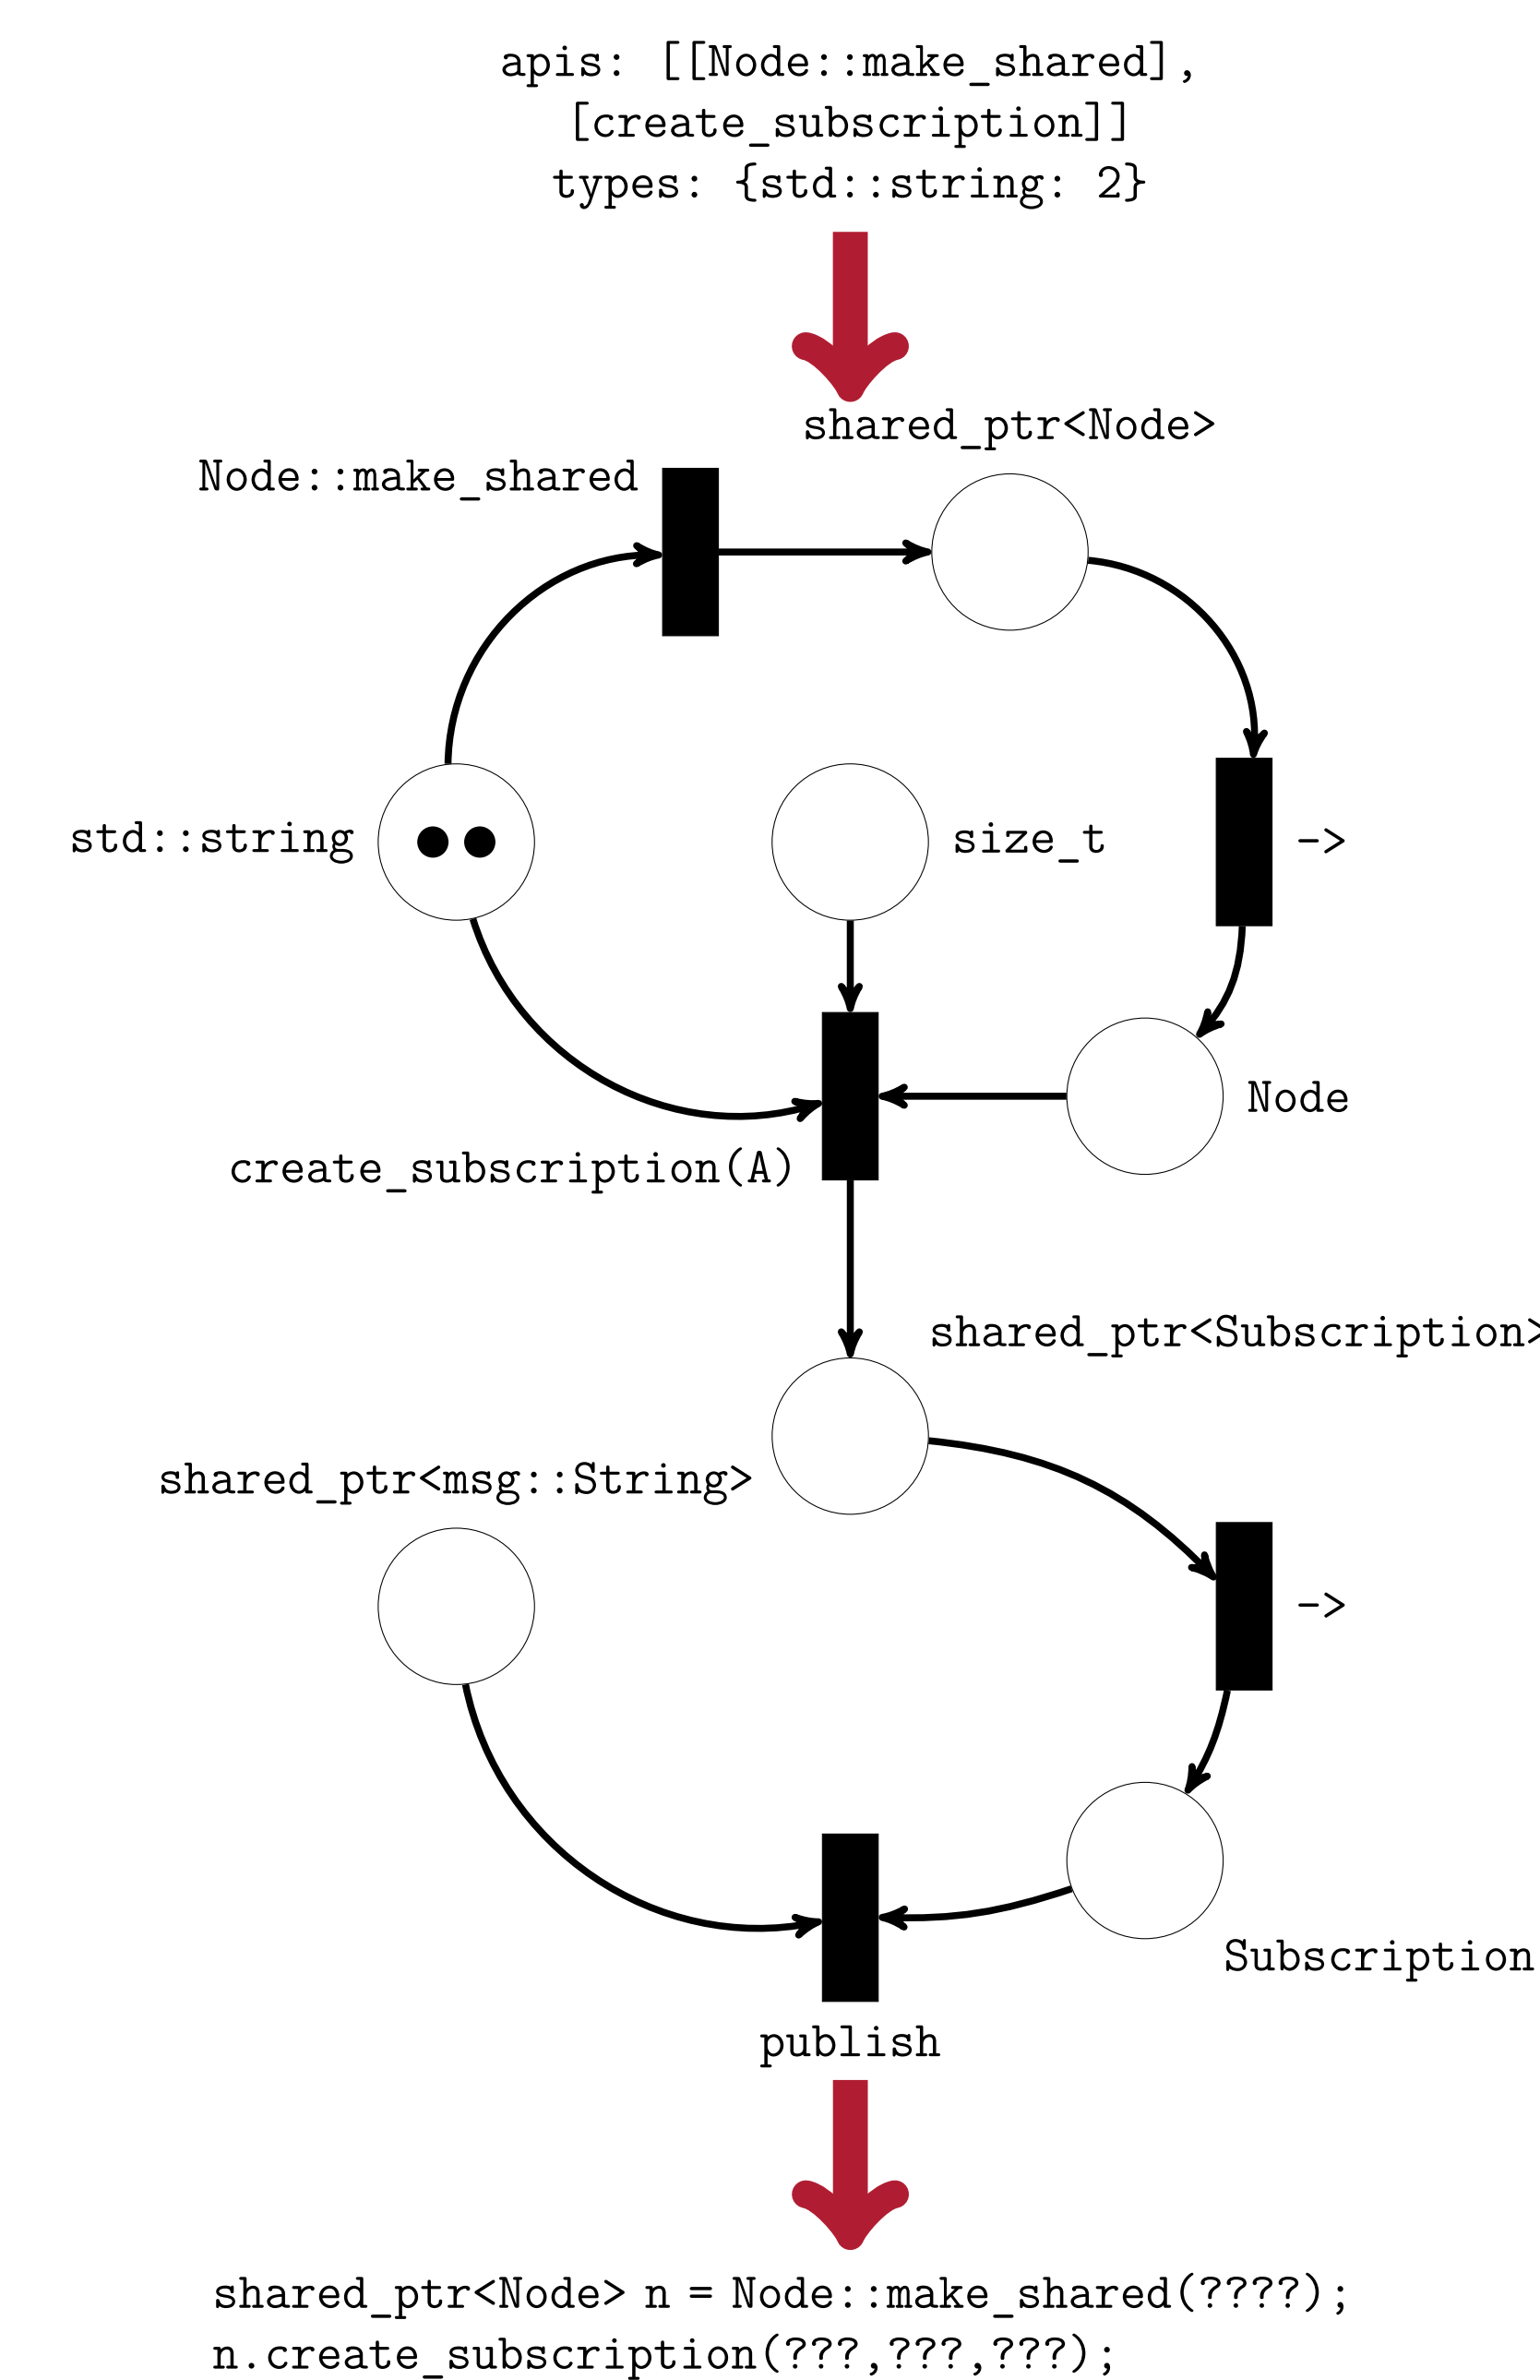 apis: [[Node::make_shared],
[create_subscription]]
types: {std::string: 2}
shared_ptr<Node>
Node::make_shared
std::string
size_t
->
Node
create_subscription(A)
shared_ptr<Subscription>
shared_ptr<msg::String>
->
Subscription
publish
shared_ptr<Node> n = Node::make_shared(????);
n.create_subscription(???,???,???);